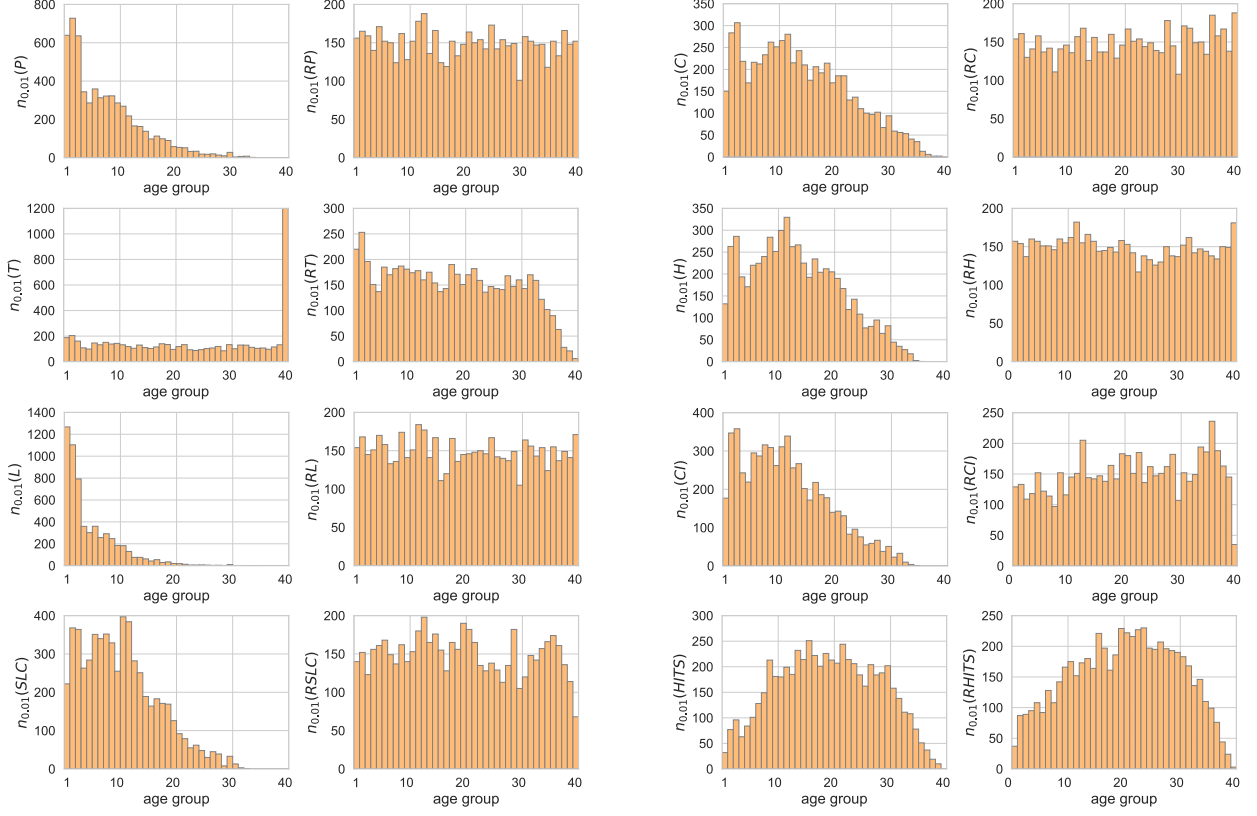 n0.01(P)
800
600
400
200
0
1 10 20 30 40
age group
n0.01(RP)
200
150
100
50
0
1 10 20 30 40
age group
n0.01(C)
350
300
250
200
150
100
50
0
1 10 20 30 40
age group
n0.01(RC)
200
150
100
50
0
1 10 20 30 40
age group
n0.01(T)
1200
1000
800
600
400
200
0
1 10 20 30 40
age group
n0.01(RT)
300
250
200
150
100
50
0
1 10 20 30 40
age group
n0.01(H)
350
300
250
200
150
100
50
0
1 10 20 30 40
age group
n0.01(RH)
200
150
100
50
0
0 10 20 30 40
age group
n0.01(L)
1400
1200
1000
800
600
400
200
0
1 10 20 30 40
age group
n0.01(RL)
200
150
100
50
0
1 10 20 30 40
age group
n0.01(CI)
400
300
200
100
0
1 10 20 30 40
age group
n0.01(RCI)
250
200
150
100
50
0
0 10 20 30 40
age group
n0.01(SLC)
400
300
200
100
0
1 10 20 30 40
age group
n0.01(RSLC)
200
150
100
50
0
1 10 20 30 40
age group
n0.01(HITS)
300
250
200
150
100
50
0
1 10 20 30 40
age group
n0.01(RHITS)
250
200
150
100
50
0
1 10 20 30 40
age group